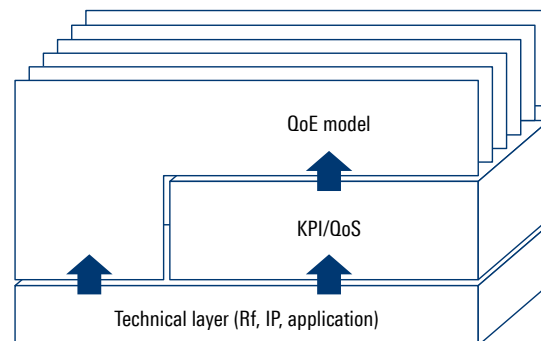 QoE model
KPI/QoS
Technical layer (Rf, IP, application)